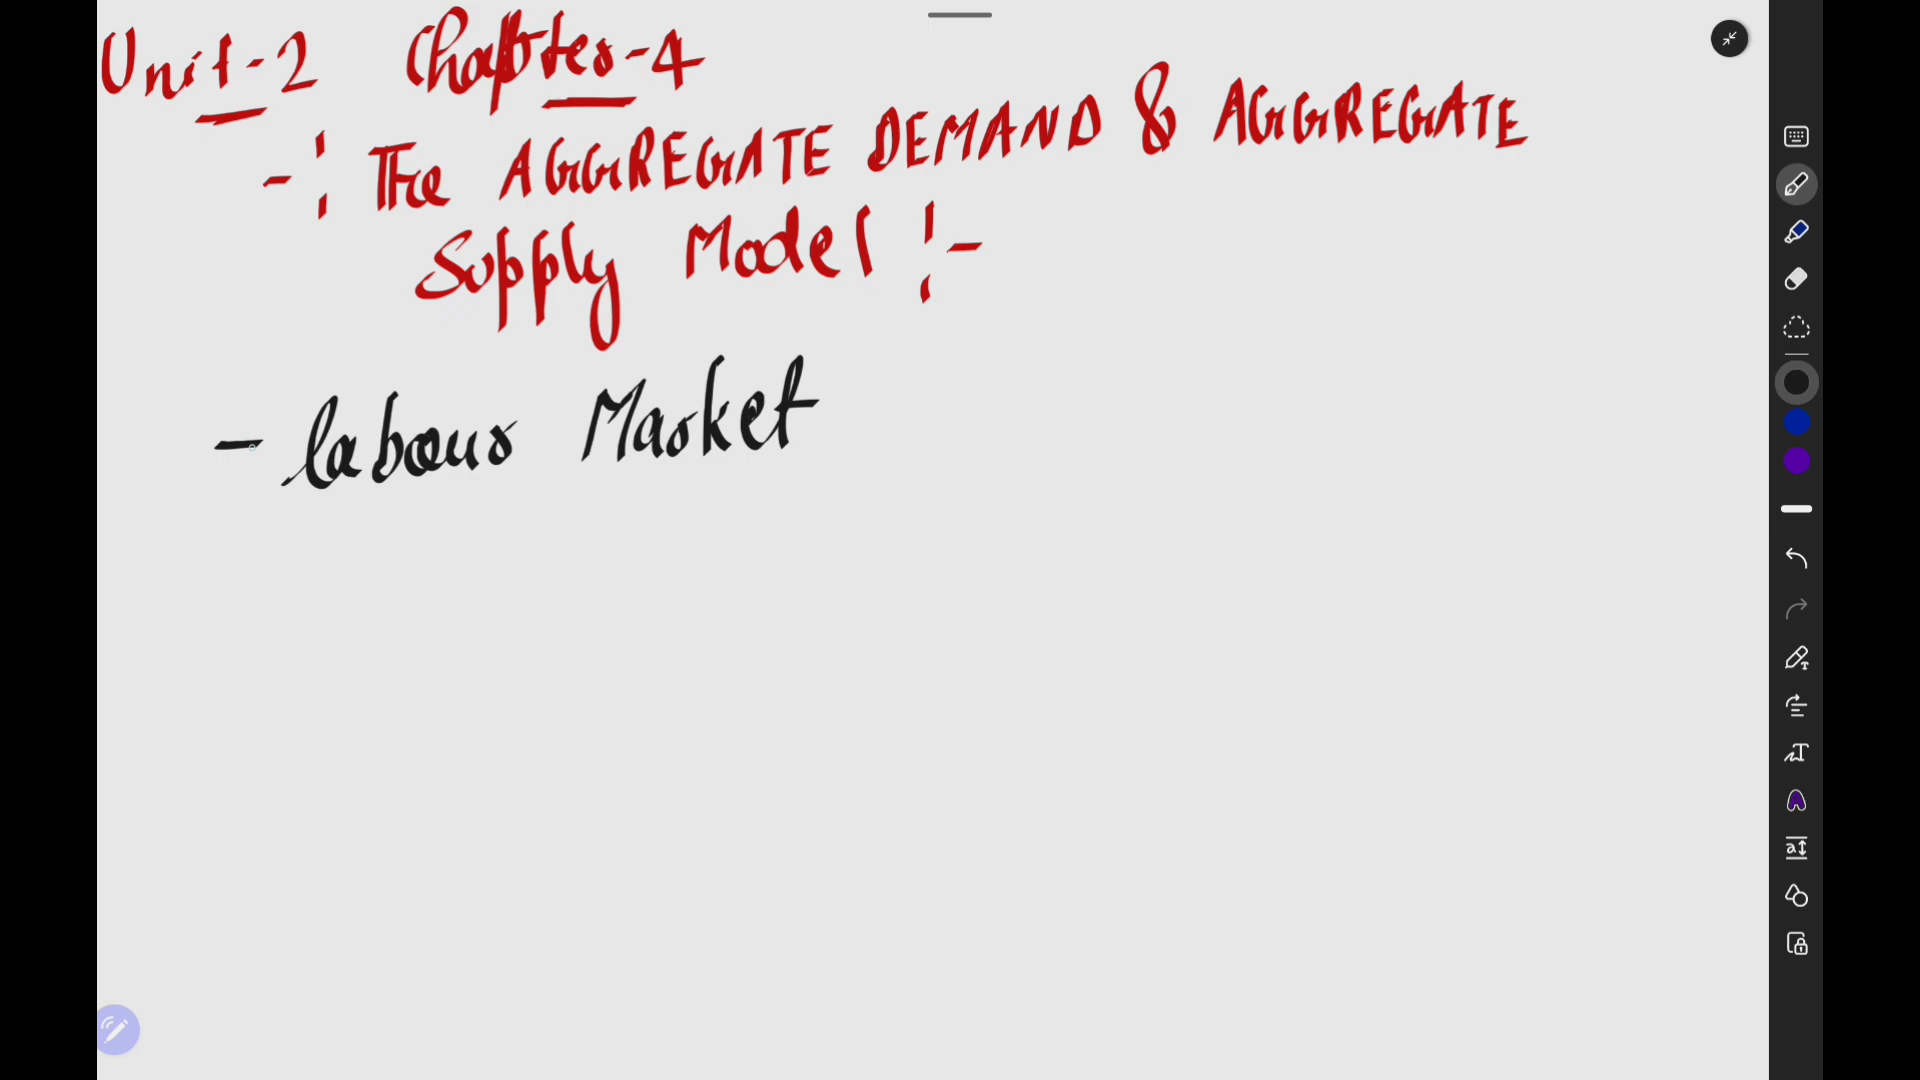 Unit-2 Chapter-4
-: The AGGREGATE DEMAND & AGGREGATE
Supply Model :-
- labour Market